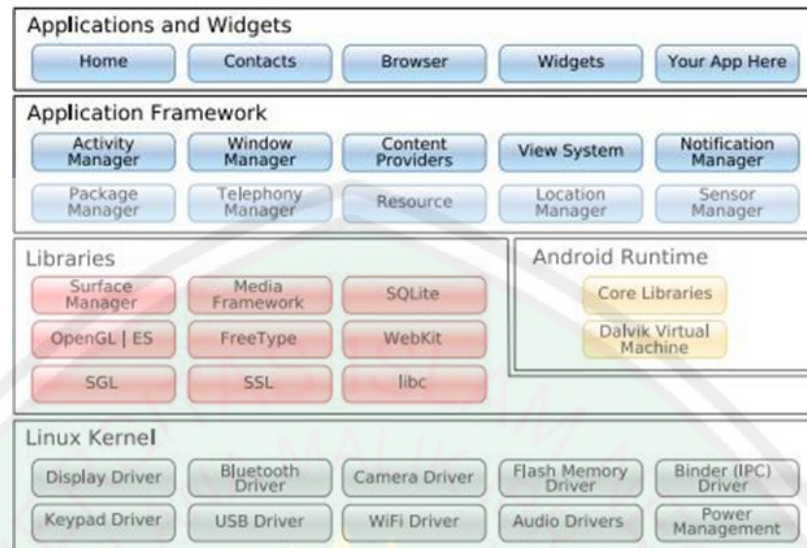 Applications and Widgets
Home Contacts Browser Widgets Your App Here
Application Framework
Activity Manager Window Manager Content Providers View System Notification Manager
Package Manager Telephony Manager Resource Location Manager Sensor Manager
Libraries
Surface Manager Media Framework SQLite
OpenGL | ES FreeType WebKit
SGL SSL libc
Android Runtime
Core Libraries
Dalvik Virtual Machine
Linux Kernel
Display Driver Bluetooth Driver Camera Driver Flash Memory Driver Binder (IPC) Driver
Keypad Driver USB Driver WiFi Driver Audio Drivers Power Management